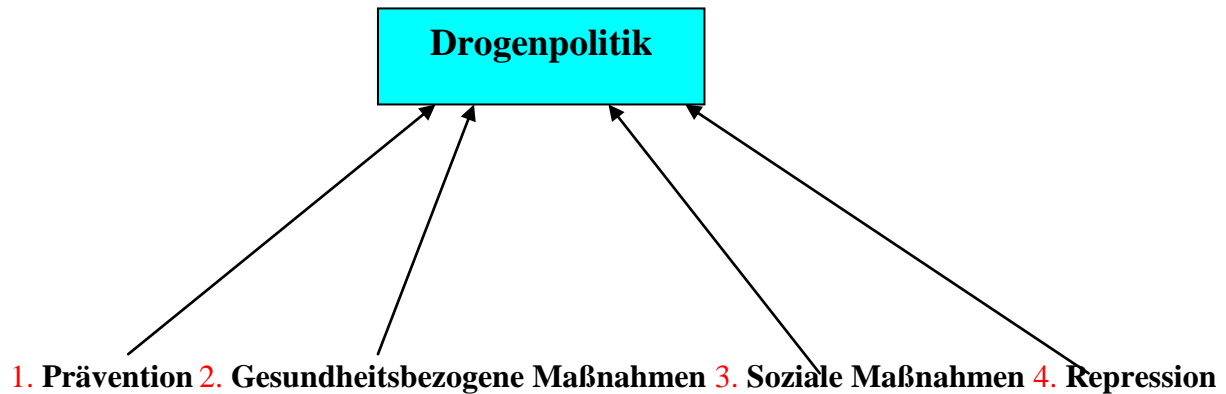 Drogenpolitik
1. Prävention 2. Gesundheitsbezogene Maßnahmen 3. Soziale Maßnahmen 4. Repression